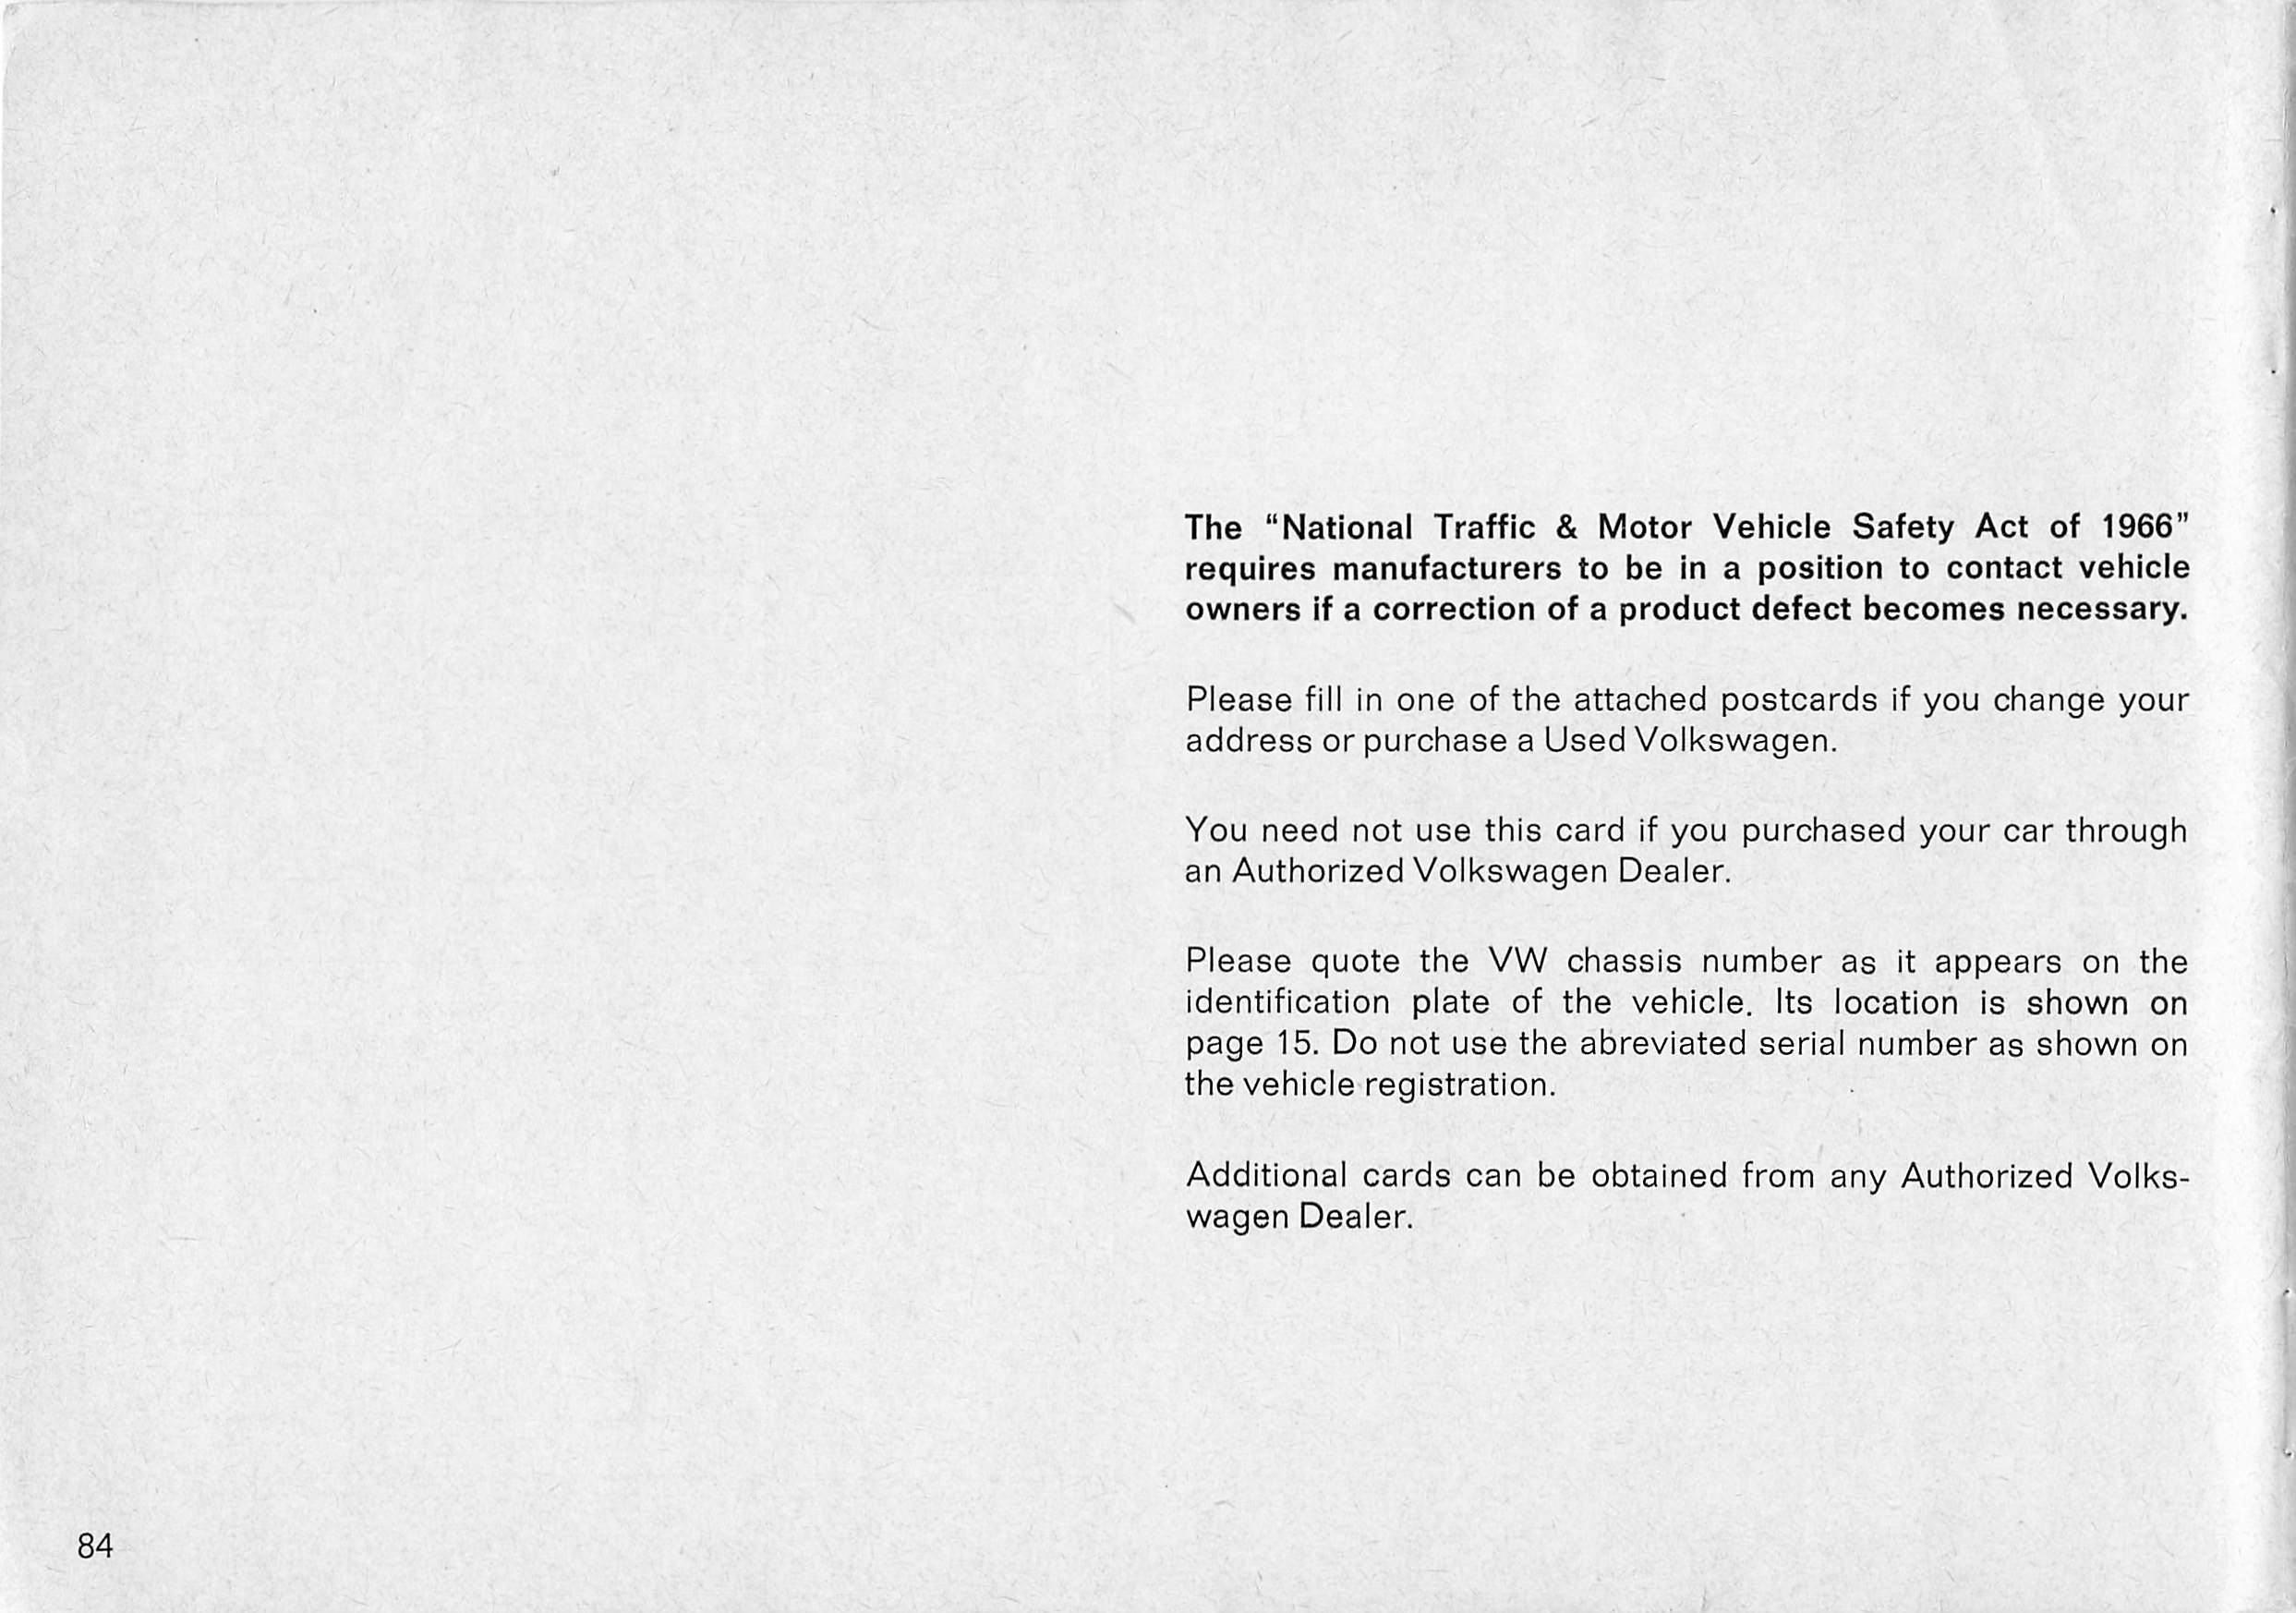 The “National Traffic & Motor Vehicle Safety Act of 1966”
requires manufacturers to be in a position to contact vehicle
owners if a correction of a product defect becomes necessary.
Please fill in one of the attached postcards if you change your
address or purchase a Used Volkswagen.
You need not use this card if you purchased your car through
an Authorized Volkswagen Dealer.
Please quote the VW chassis number as it appears on the
identification plate of the vehicle. Its location is shown on
page 15. Do not use the abreviated serial number as shown on
the vehicle registration.
Additional cards can be obtained from any Authorized Volks-
wagen Dealer.
84